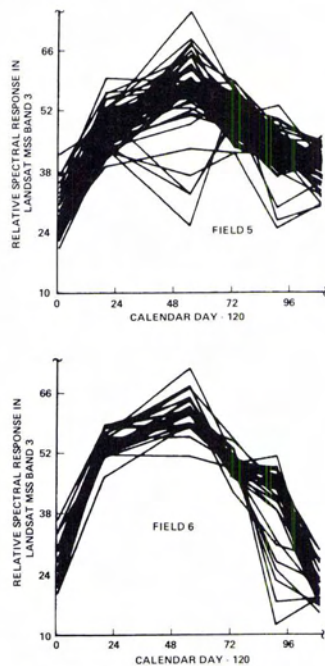 RELATIVE SPECTRAL RESPONSE IN
LANDSAT MSS BAND 3
66
52
38
24
10
FIELD 5
0 24 48 72 96
CALENDAR DAY - 120
RELATIVE SPECTRAL RESPONSE IN
LANDSAT MSS BAND 3
66
52
38
24
10
FIELD 6
0 24 48 72 96
CALENDAR DAY - 120